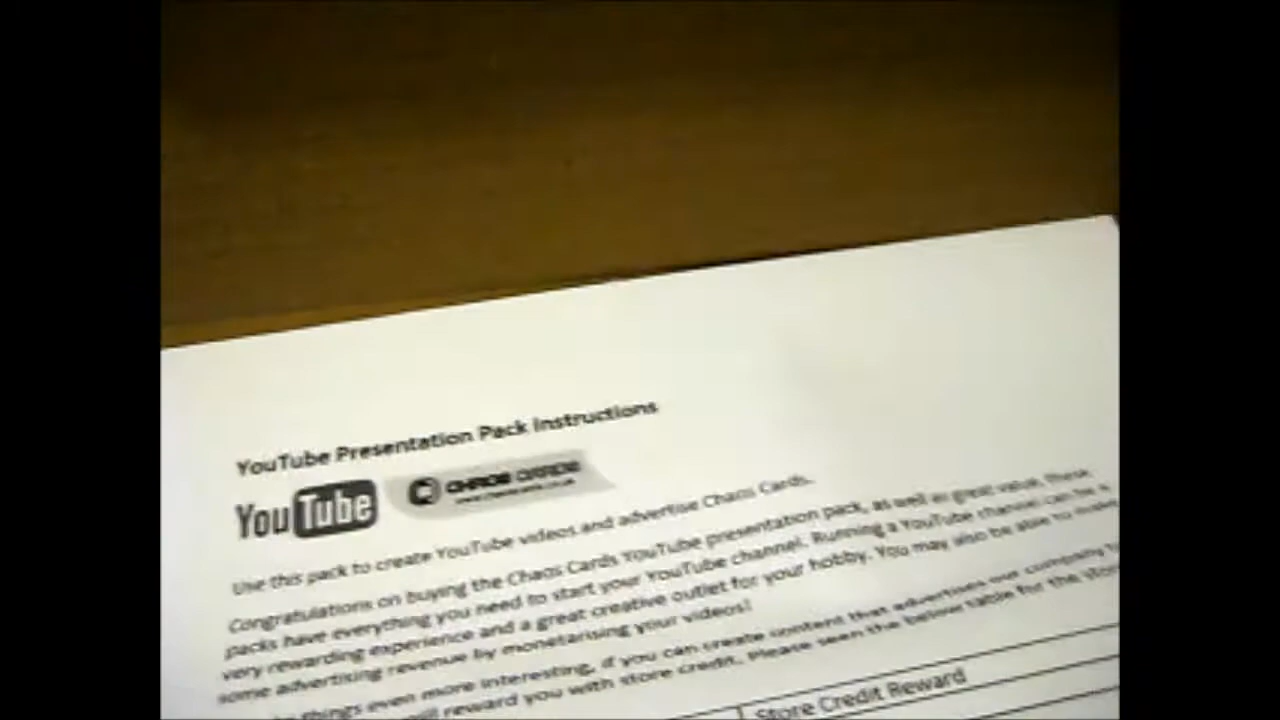 YouTube Presentation Pack Instructions
YouTube CHAOS CARDS
Use this pack to create YouTube videos and advertise Chaos Cards.
Congratulations on buying the Chaos Cards YouTube presentation pack, as well as great value, these
packs have everything you need to start your YouTube channel. Running a YouTube channel can be a
very rewarding experience and a great creative outlet for your hobby. You may also be able to make
some advertising revenue by monetarising your videos!
things even more interesting, if you can create content that advertises our company
will reward you with store credit. Please seen the below table for the
Store Credit Reward